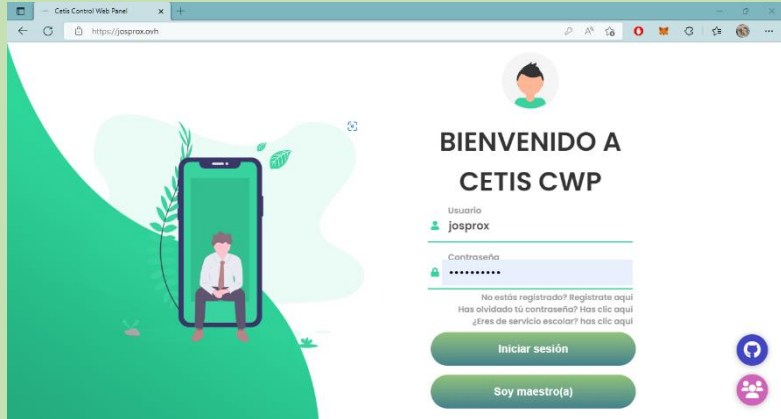 Cetis Control Web Panel
https://josprox.ovh
BIENVENIDO A
CETIS CWP
Usuario
josprox
Contraseña
••••••••••
No estás registrado? Registrate aquí
Has olvidado tú contraseña? Has clic aquí
¿Eres de servicio escolar? has clic aquí
Iniciar sesión
Soy maestro(a)